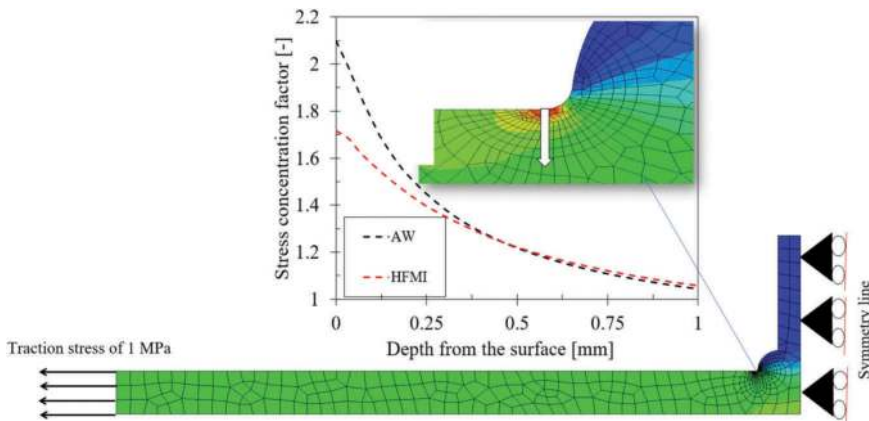 Stress concentration factor [-]
2.2
2
1.8
1.6
1.4
1.2
1
AW
HFMI
0
0.25
0.5
0.75
1
Depth from the surface [mm]
Traction stress of 1 MPa
Symmetry line